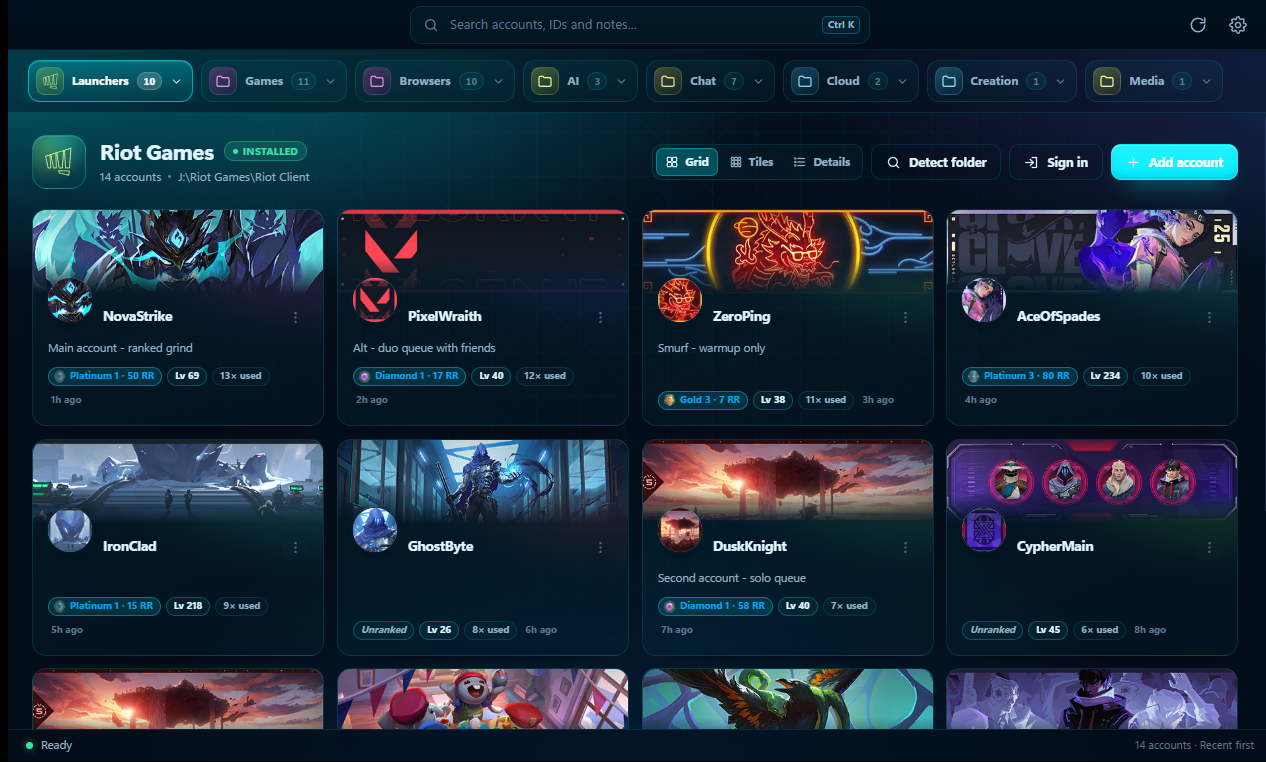 Search accounts, IDs and notes...
Ctrl K
Launchers 10
Games 11
Browsers 10
AI 3
Chat 7
Cloud 2
Creation 1
Media 1
Riot Games
INSTALLED
14 accounts • J:\Riot Games\Riot Client
Grid
Tiles
Details
Detect folder
Sign in
+ Add account
NovaStrike
Main account - ranked grind
Platinum 1 · 50 RR
Lv 69
13× used
1h ago
PixelWraith
Alt - duo queue with friends
Diamond 1 · 17 RR
Lv 40
12× used
2h ago
ZeroPing
Smurf - warmup only
Gold 3 · 7 RR
Lv 38
11× used
3h ago
CLOVE
25
AceOfSpades
Platinum 3 · 80 RR
Lv 234
10× used
4h ago
IronClad
Platinum 1 · 15 RR
Lv 218
9× used
5h ago
GhostByte
Unranked
Lv 26
8× used
6h ago
5
DuskKnight
Second account - solo queue
Diamond 1 · 58 RR
Lv 40
7× used
7h ago
CypherMain
Unranked
Lv 45
6× used
8h ago
5
Ready
14 accounts · Recent first